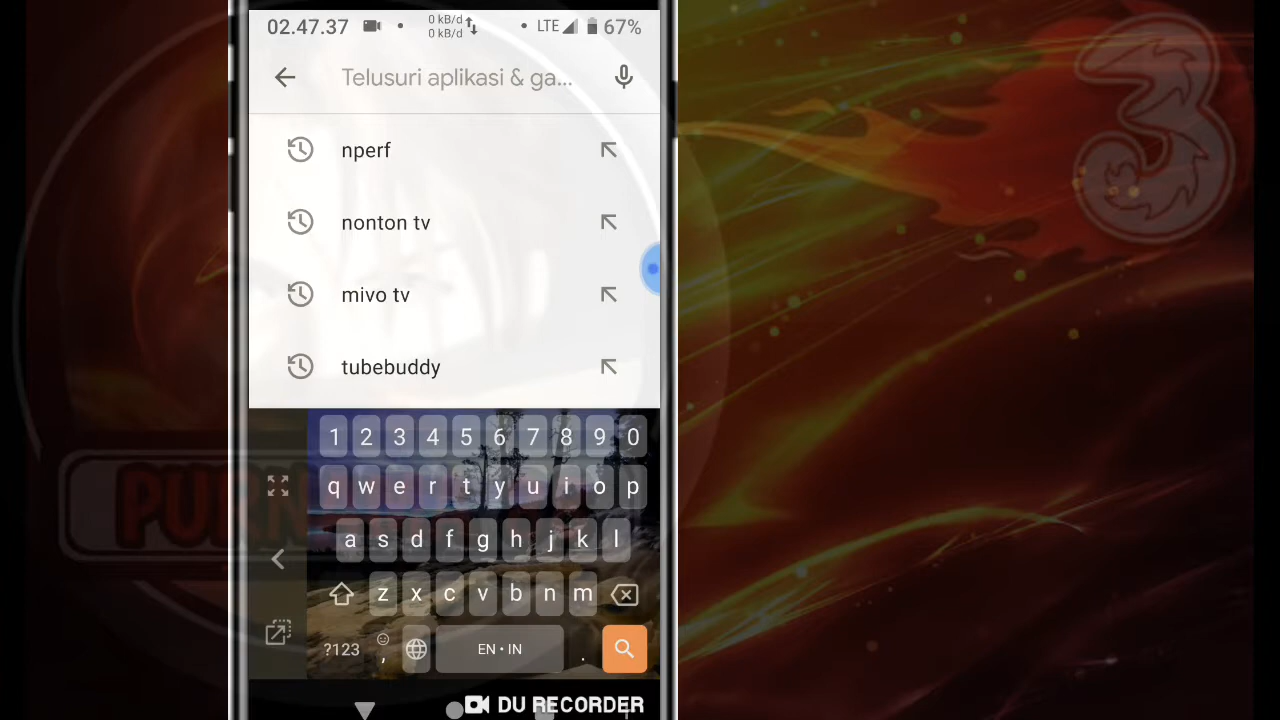 02.47.37
0 kB/d
0 kB/d
LTE
67%
Telusuri aplikasi & ga...
nperf
nonton tv
mivo tv
tubebuddy
1 2 3 4 5 6 7 8 9 0
q w e r t y u i o p
a s d f g h j k l
z x c v b n m
?123 , EN • IN .
DU RECORDER
3